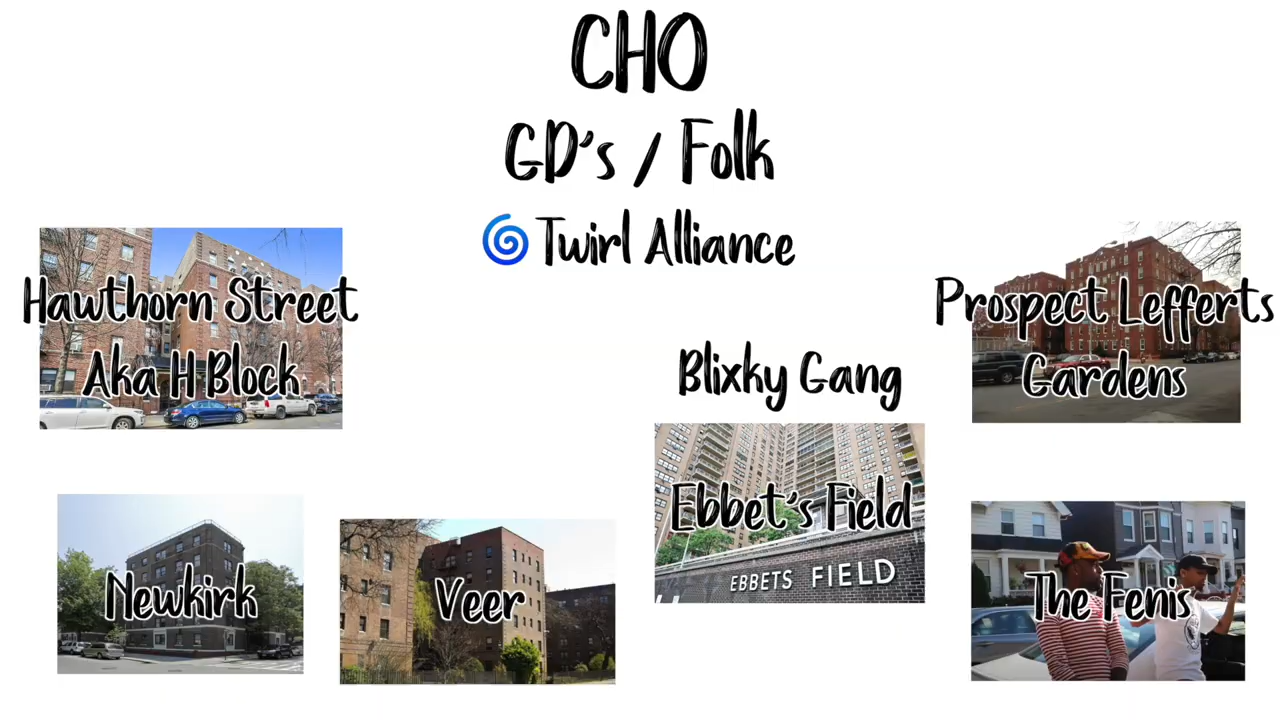 CHO
GD's / Folk
Twirl Alliance
Hawthorn Street
Aka H Block
Prospect Lefferts
Gardens
Blixky Gang
Ebbet's Field
EBBETS FIELD
Newkirk
Veer
The Fenis